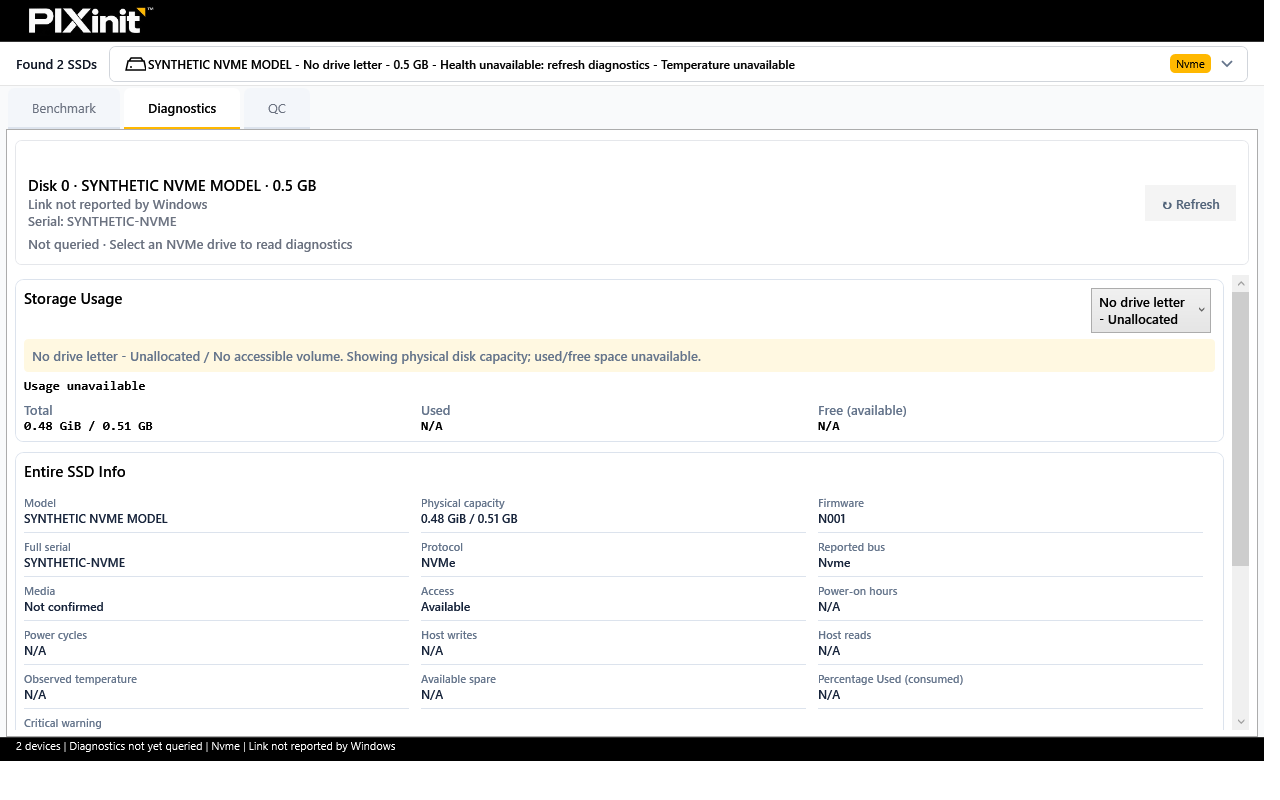 PIXinit™
Found 2 SSDs
SYNTHETIC NVME MODEL - No drive letter - 0.5 GB - Health unavailable: refresh diagnostics - Temperature unavailable
Nvme
Benchmark
Diagnostics
QC
Disk 0 · SYNTHETIC NVME MODEL · 0.5 GB
Link not reported by Windows
Serial: SYNTHETIC-NVME
Not queried · Select an NVMe drive to read diagnostics
↻ Refresh
Storage Usage
No drive letter
- Unallocated
No drive letter - Unallocated / No accessible volume. Showing physical disk capacity; used/free space unavailable.
Usage unavailable
Total
0.48 GiB / 0.51 GB
Used
N/A
Free (available)
N/A
Entire SSD Info
Model
SYNTHETIC NVME MODEL
Physical capacity
0.48 GiB / 0.51 GB
Firmware
N001
Full serial
SYNTHETIC-NVME
Protocol
NVMe
Reported bus
Nvme
Media
Not confirmed
Access
Available
Power-on hours
N/A
Power cycles
N/A
Host writes
N/A
Host reads
N/A
Observed temperature
N/A
Available spare
N/A
Percentage Used (consumed)
N/A
Critical warning
2 devices | Diagnostics not yet queried | Nvme | Link not reported by Windows